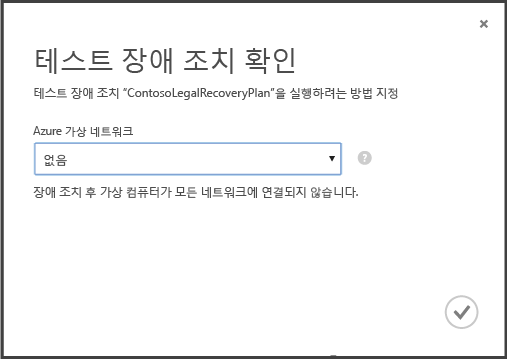 테스트 장애 조치 확인
테스트 장애 조치 “ContosoLegalRecoveryPlan”을 실행하려는 방법 지정
Azure 가상 네트워크
없음
장애 조치 후 가상 컴퓨터가 모든 네트워크에 연결되지 않습니다.